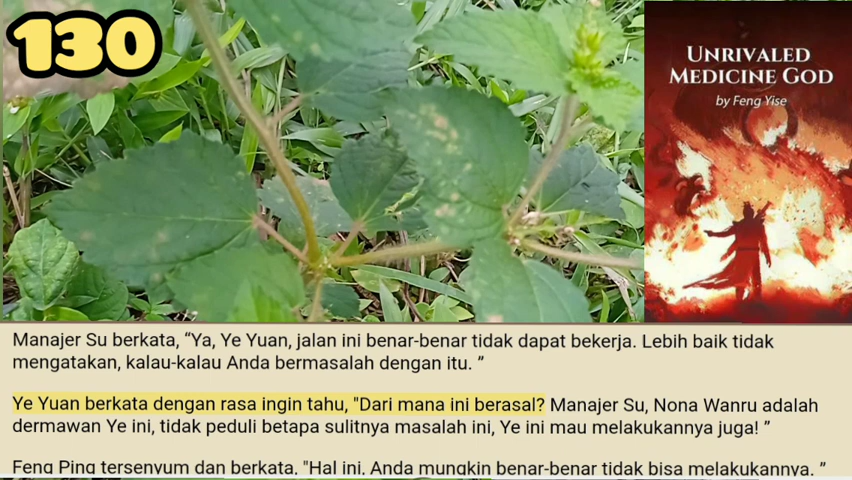 130
UNRIVALED
MEDICINE GOD
by Feng Yise
Manajer Su berkata, “Ya, Ye Yuan, jalan ini benar-benar tidak dapat bekerja. Lebih baik tidak
mengatakan, kalau-kalau Anda bermasalah dengan itu. ”
Ye Yuan berkata dengan rasa ingin tahu, "Dari mana ini berasal? Manajer Su, Nona Wanru adalah
dermawan Ye ini, tidak peduli betapa sulitnya masalah ini, Ye ini mau melakukannya juga! ”
Feng Ping tersenyum dan berkata, "Hal ini, Anda mungkin benar-benar tidak bisa melakukannya. ”